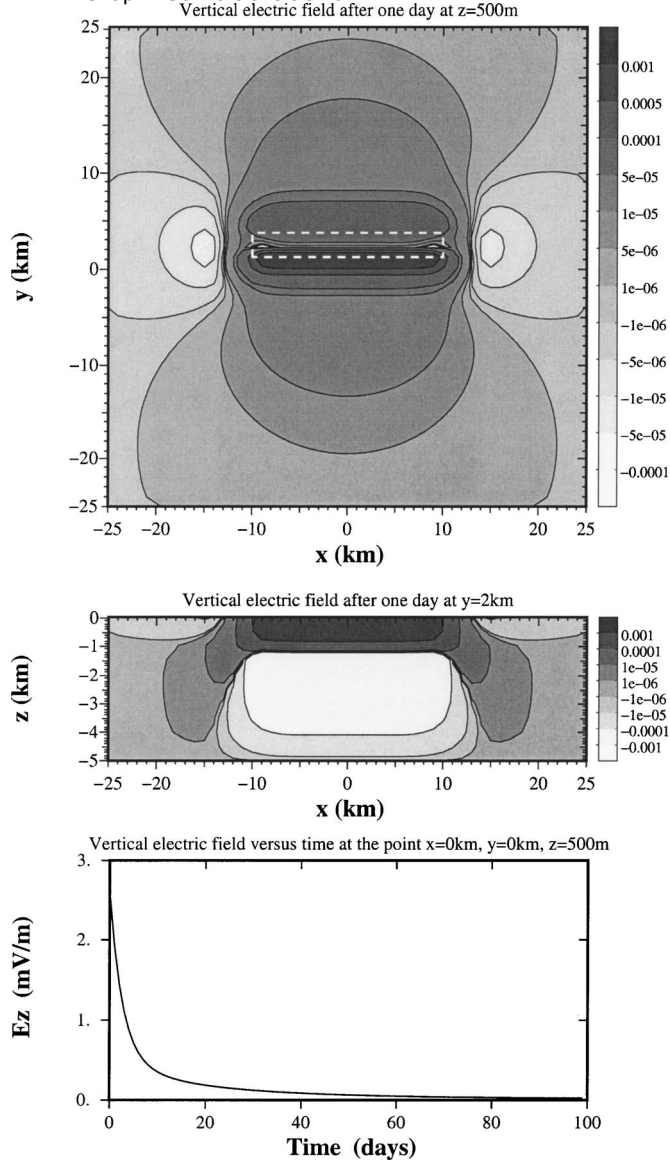 Vertical electric field after one day at z=500m
25
20
10
0
−10
−20
−25
y (km)
−25 −20 −10 0 10 20 25
x (km)
0.001
0.0005
0.0001
5e−05
1e−05
5e−06
1e−06
−1e−06
−5e−06
−5e−05
−0.0001
Vertical electric field after one day at y=2km
0
−1
−2
−3
−4
−5
z (km)
−25 −20 −10 0 10 20 25
x (km)
0.001
0.0001
1e−05
1e−06
−1e−06
−1e−05
−0.0001
−0.001
Vertical electric field versus time at the point x=0km, y=0km, z=500m
3.
2.
1.
0.
Ez (mV/m)
0 20 40 60 80 100
Time (days)